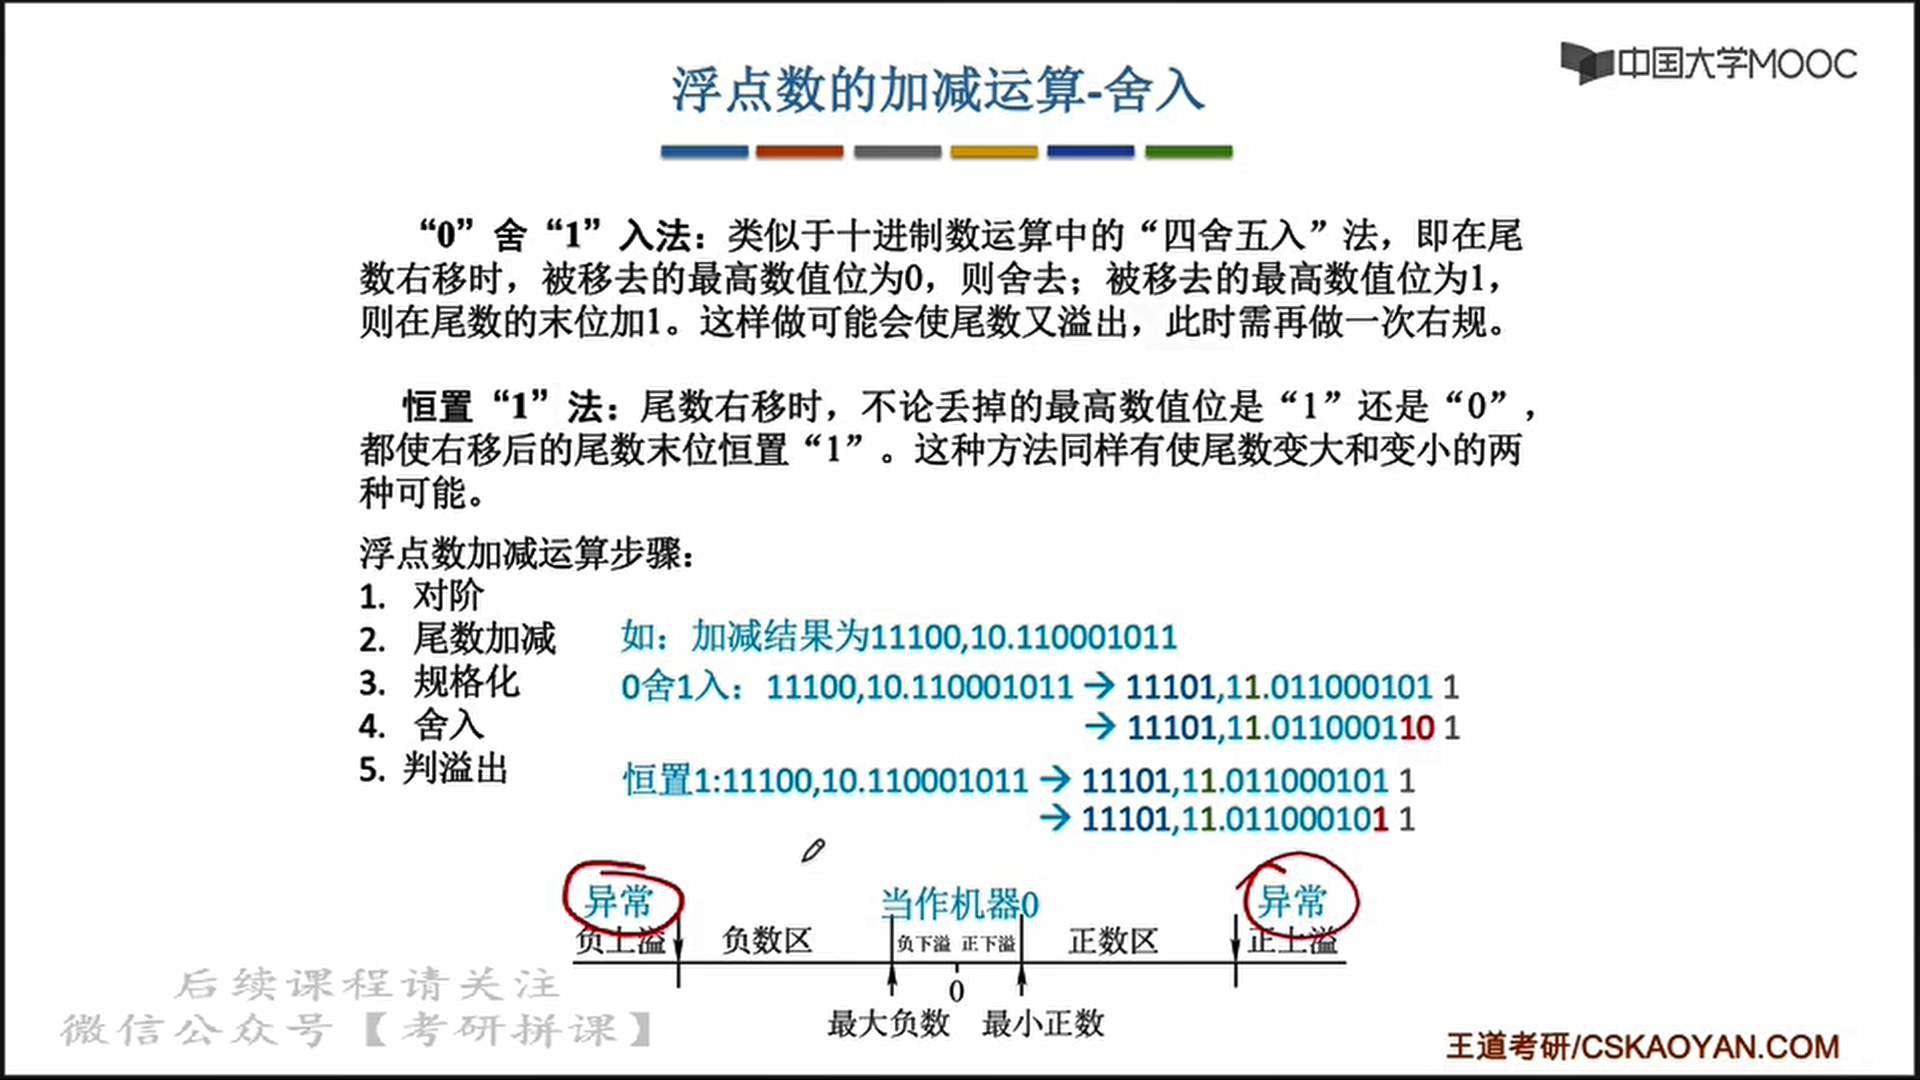 中国大学MOOC
浮点数的加减运算-舍入
“0”舍“1”入法：类似于十进制数运算中的“四舍五入”法，即在尾
数右移时，被移去的最高数值位为0，则舍去；被移去的最高数值位为1，
则在尾数的末位加1。这样做可能会使尾数又溢出，此时需再做一次右规。
恒置“1”法：尾数右移时，不论丢掉的最高数值位是“1”还是“0”，
都使右移后的尾数末位恒置“1”。这种方法同样有使尾数变大和变小的两
种可能。
浮点数加减运算步骤：
1. 对阶
2. 尾数加减
3. 规格化
4. 舍入
5. 判溢出
如：加减结果为11100,10.110001011
0舍1入：11100,10.110001011 → 11101,11.011000101 1
→ 11101,11.011000110 1
恒置1:11100,10.110001011 → 11101,11.011000101 1
→ 11101,11.011000101 1
异常 当作机器0 异常
负上溢 负数区 负下溢 正下溢 正数区 正上溢
0
最大负数 最小正数
后续课程请关注
微信公众号【考研拼课】
王道考研/CSKAOYAN.COM